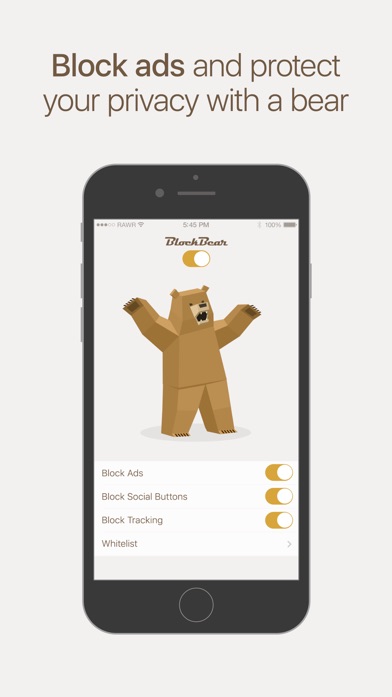 Block ads and protect
your privacy with a bear
RAWR 5:45 PM 100%
BlockBear
Block Ads
Block Social Buttons
Block Tracking
Whitelist